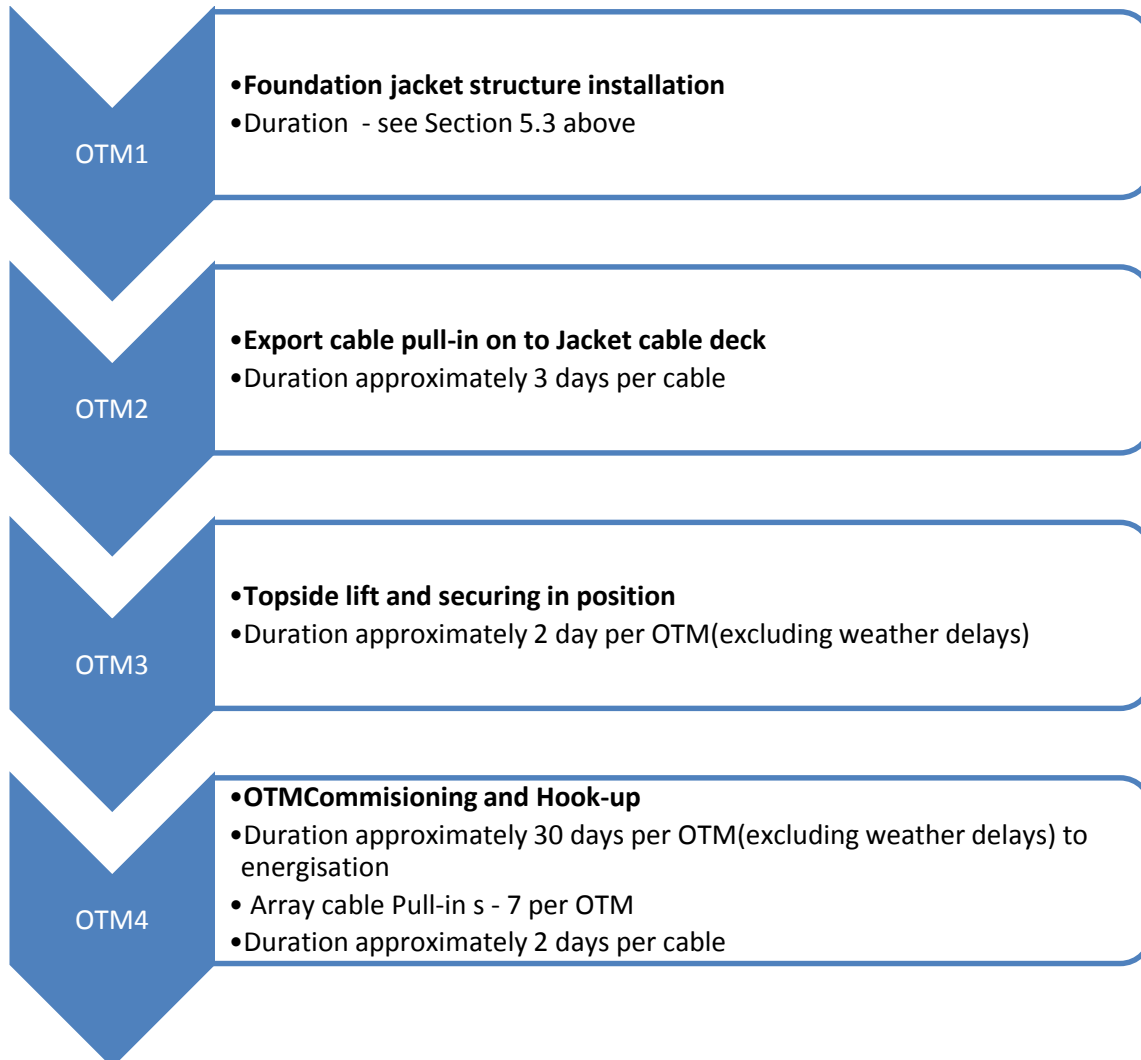 OTM1
•Foundation jacket structure installation
•Duration  - see Section 5.3 above
OTM2
•Export cable pull-in on to Jacket cable deck
•Duration approximately 3 days per cable
OTM3
•Topside lift and securing in position
•Duration approximately 2 day per OTM(excluding weather delays)
OTM4
•OTMCommisioning and Hook-up
•Duration approximately 30 days per OTM(excluding weather delays) to
energisation
• Array cable Pull-in s - 7 per OTM
•Duration approximately 2 days per cable